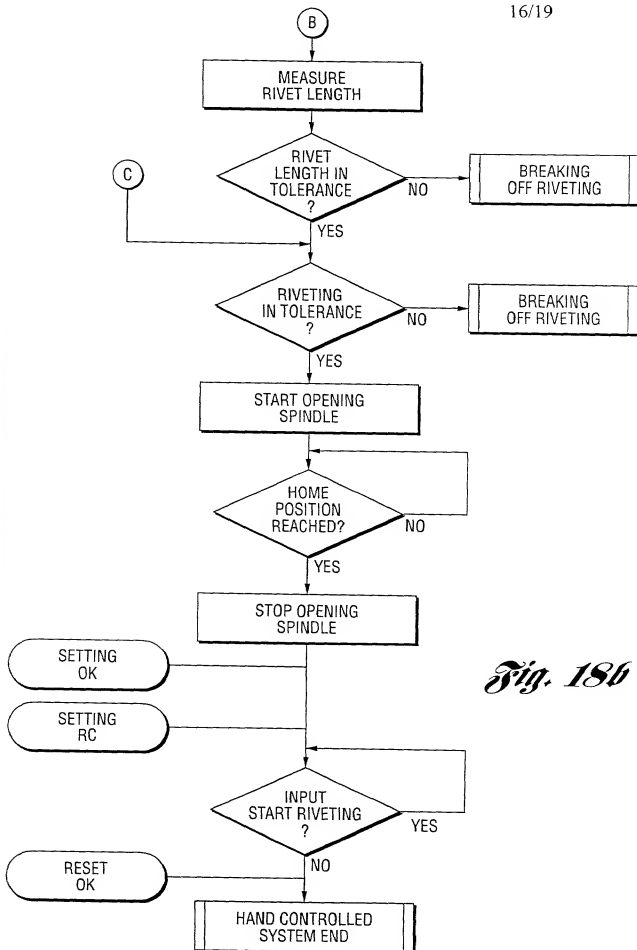 16/19
B
MEASURE
RIVET LENGTH
RIVET
LENGTH IN
TOLERANCE
?
NO
BREAKING
OFF RIVETING
C
YES
RIVETING
IN TOLERANCE
?
NO
BREAKING
OFF RIVETING
YES
START OPENING
SPINDLE
HOME
POSITION
REACHED?
NO
YES
STOP OPENING
SPINDLE
SETTING
OK
Fig. 18b
SETTING
RC
INPUT
START RIVETING
?
YES
NO
RESET
OK
HAND CONTROLLED
SYSTEM END